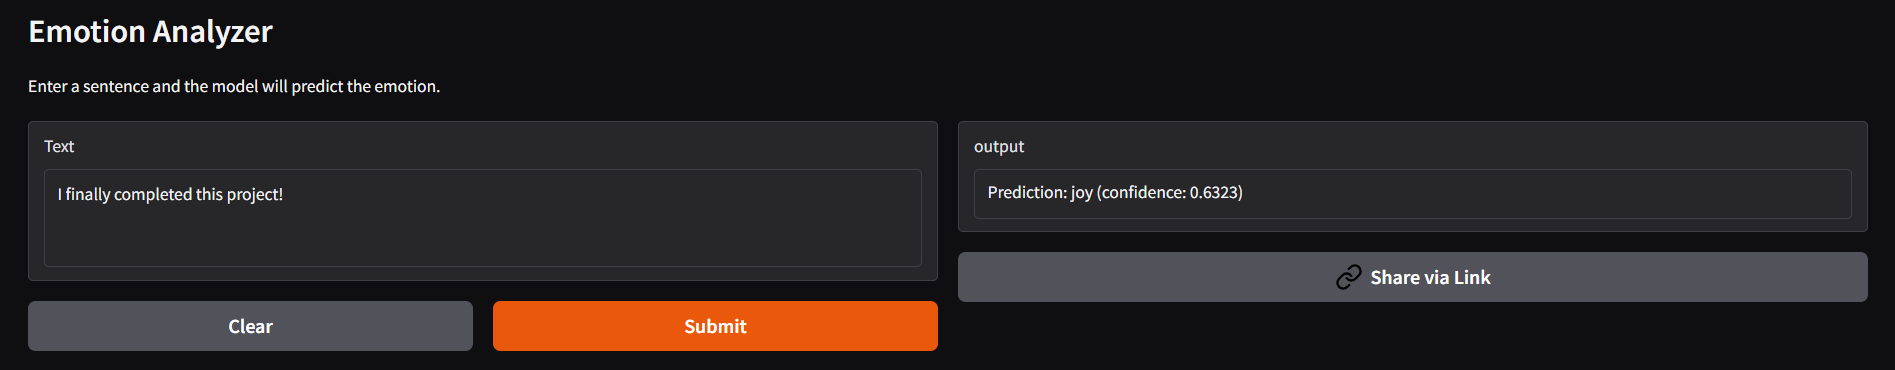 Emotion Analyzer
Enter a sentence and the model will predict the emotion.
Text
I finally completed this project!
Clear
Submit
output
Prediction: joy (confidence: 0.6323)
Share via Link